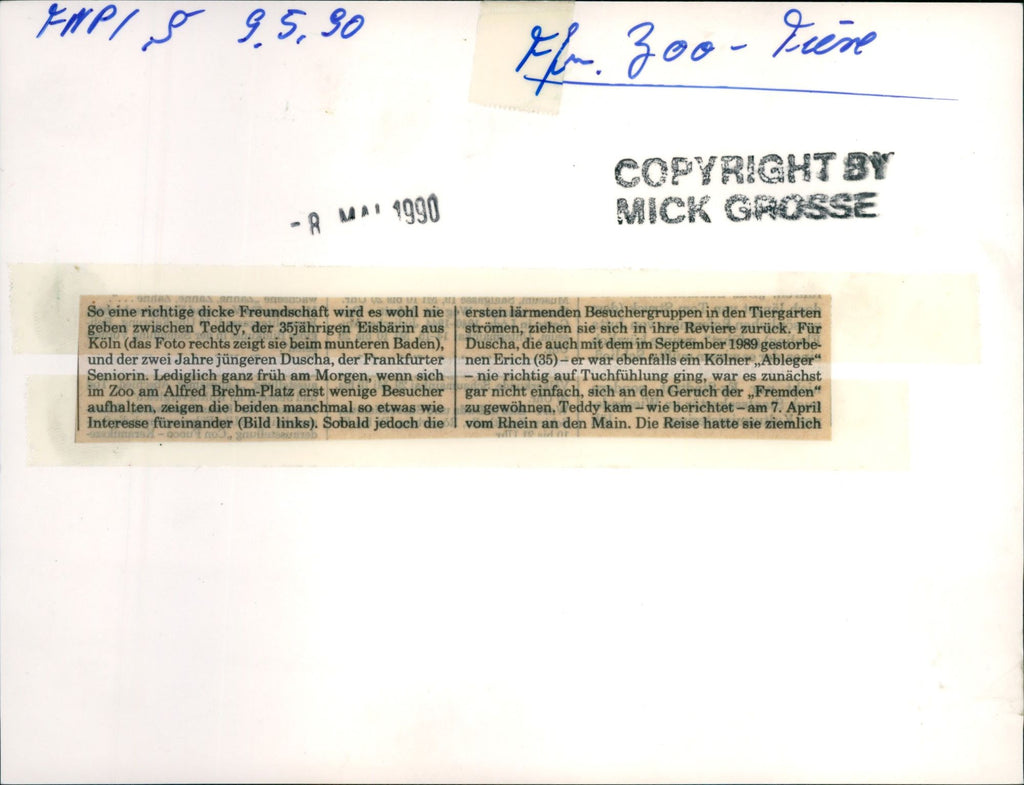 FNP/ S 9.5.90
Ffm. Zoo - Tiere
COPYRIGHT BY
MICK GROSSE
- 8. MAI 1990
So eine richtige dicke Freundschaft wird es wohl nie
geben zwischen Teddy, der 35jährigen Eisbärin aus
Köln (das Foto rechts zeigt sie beim munteren Baden),
und der zwei Jahre jüngeren Duscha, der Frankfurter
Seniorin. Lediglich ganz früh am Morgen, wenn sich
im Zoo am Alfred Brehm-Platz erst wenige Besucher
aufhalten, zeigen die beiden manchmal so etwas wie
Interesse füreinander (Bild links). Sobald jedoch die
ersten lärmenden Besuchergruppen in den Tiergarten
strömen, ziehen sie sich in ihre Reviere zurück. Für
Duscha, die auch mit dem im September 1989 gestorbe-
nen Erich (35) – er war ebenfalls ein Kölner „Ableger“
– nie richtig auf Tuchfühlung ging, war es zunächst
gar nicht einfach, sich an den Geruch der „Fremden“
zu gewöhnen. Teddy kam – wie berichtet – am 7. April
vom Rhein an den Main. Die Reise hatte sie ziemlich